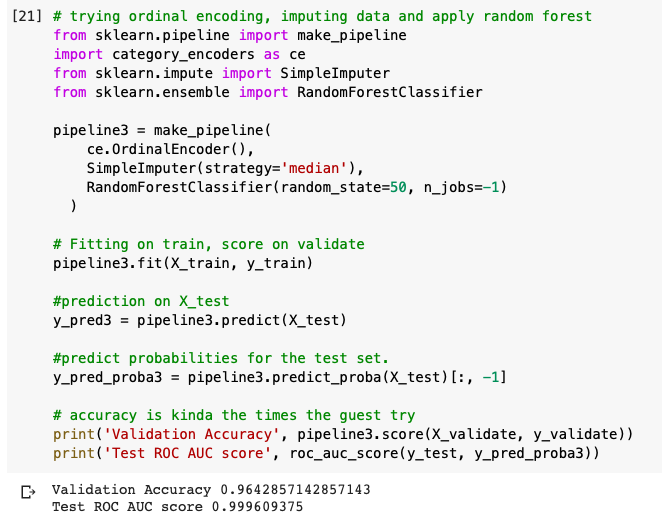 [21] # trying ordinal encoding, imputing data and apply random forest
from sklearn.pipeline import make_pipeline
import category_encoders as ce
from sklearn.impute import SimpleImputer
from sklearn.ensemble import RandomForestClassifier
pipeline3 = make_pipeline(
    ce.OrdinalEncoder(),
    SimpleImputer(strategy='median'),
    RandomForestClassifier(random_state=50, n_jobs=-1)
  )
# Fitting on train, score on validate
pipeline3.fit(X_train, y_train)
#prediction on X_test
y_pred3 = pipeline3.predict(X_test)
#predict probabilities for the test set.
y_pred_proba3 = pipeline3.predict_proba(X_test)[:, -1]
# accuracy is kinda the times the guest try
print('Validation Accuracy', pipeline3.score(X_validate, y_validate))
print('Test ROC AUC score', roc_auc_score(y_test, y_pred_proba3))
Validation Accuracy 0.9642857142857143
Test ROC AUC score 0.999609375